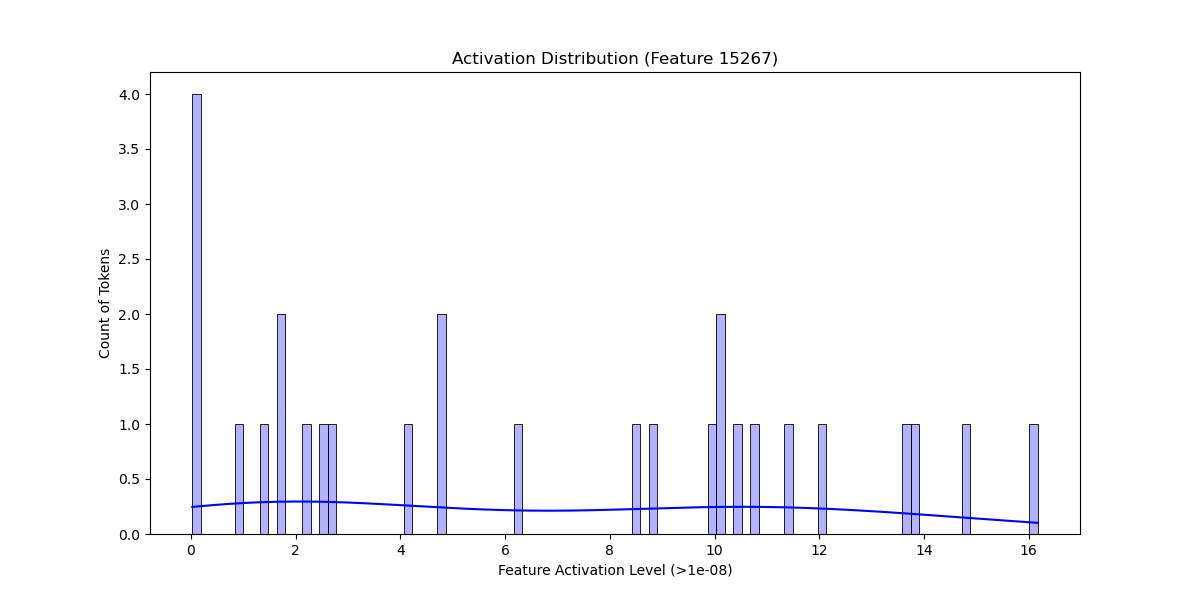 Activation Distribution (Feature 15267)
Count of Tokens
4.0
3.5
3.0
2.5
2.0
1.5
1.0
0.5
0.0
0 2 4 6 8 10 12 14 16
Feature Activation Level (>1e-08)